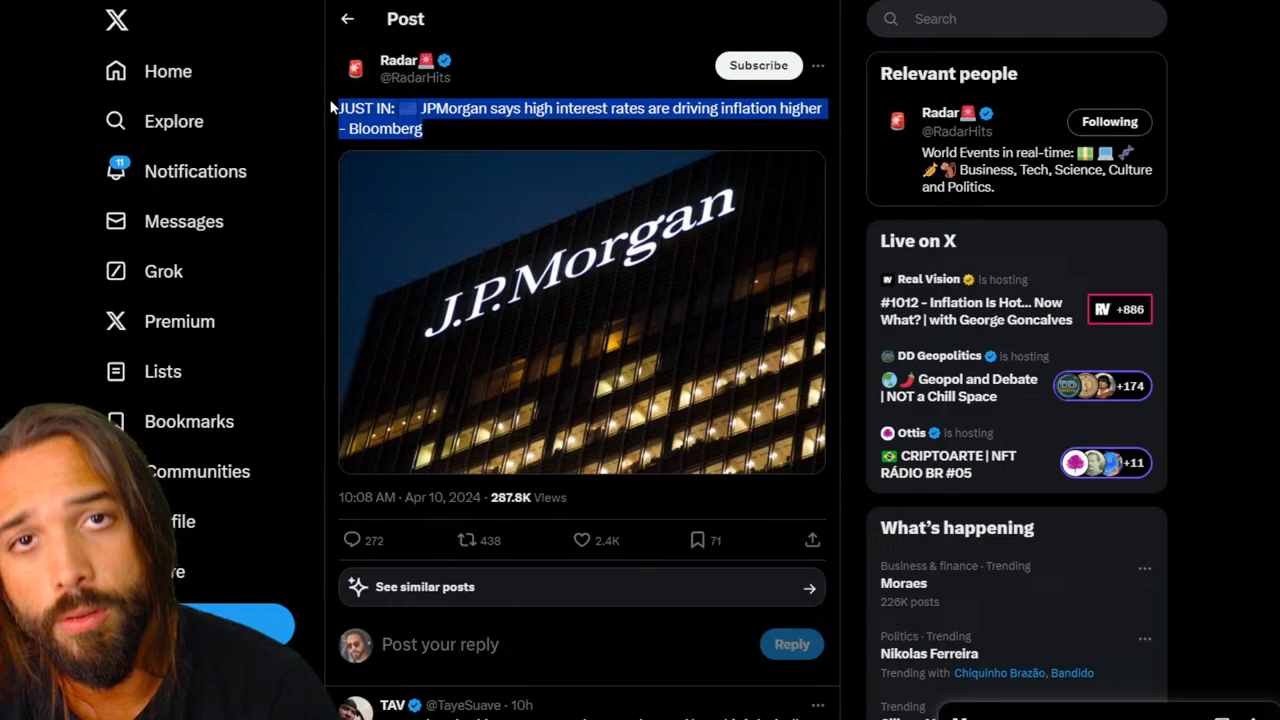 Home
Explore
11
Notifications
Messages
Grok
Premium
Lists
Bookmarks
Communities
file
re
Post
Radar
@RadarHits
Subscribe
JUST IN: JPMorgan says high interest rates are driving inflation higher
- Bloomberg
J.P.Morgan
10:08 AM · Apr 10, 2024 · 287.8K Views
272
438
2.4K
71
See similar posts
Post your reply
Reply
TAV @TayeSuave · 10h
Search
Relevant people
Radar
@RadarHits
Following
World Events in real-time:
Business, Tech, Science, Culture
and Politics.
Live on X
RV Real Vision is hosting
#1012 - Inflation Is Hot... Now
What? | with George Goncalves
RV +886
DD Geopolitics is hosting
Geopol and Debate
| NOT a Chill Space
+174
Ottis is hosting
CRIPTOARTE | NFT
RÁDIO BR #05
+11
What's happening
Business & finance · Trending
Moraes
226K posts
Politics · Trending
Nikolas Ferreira
Trending with Chiquinho Brazão, Bandido
Trending